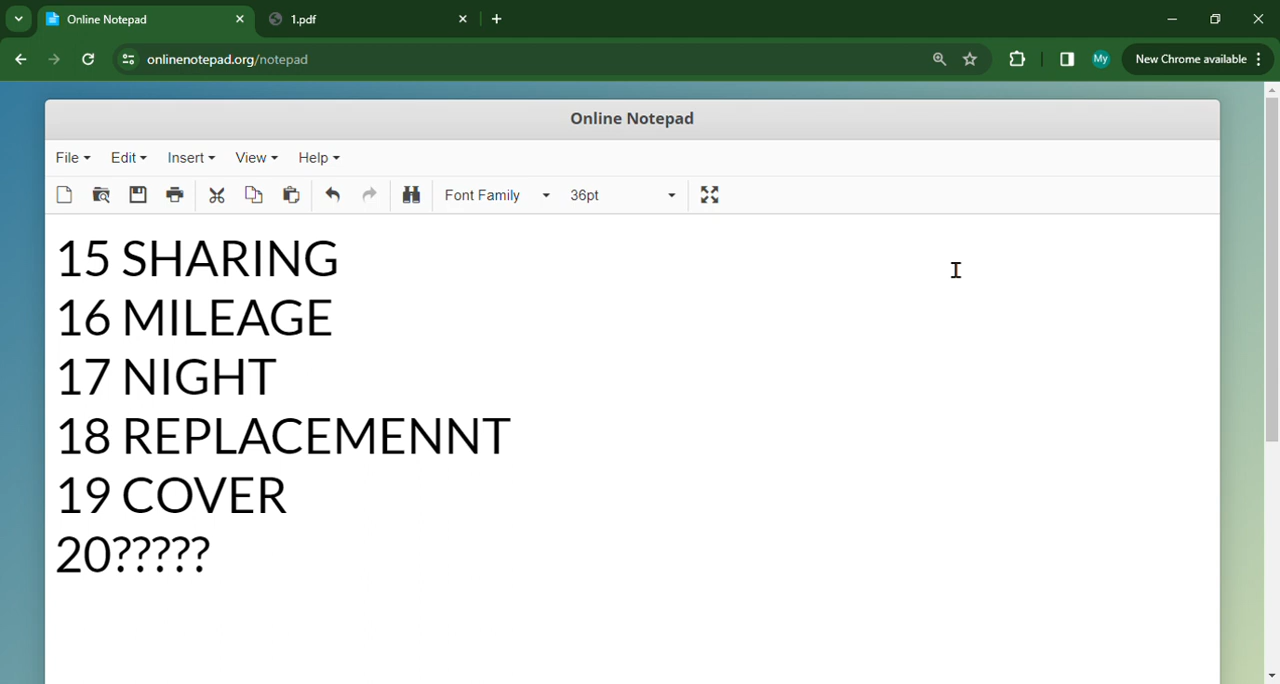 Online Notepad
1.pdf
onlinenotepad.org/notepad
My
New Chrome available
Online Notepad
File Edit Insert View Help
Font Family 36pt
15 SHARING
16 MILEAGE
17 NIGHT
18 REPLACEMENNT
19 COVER
20?????